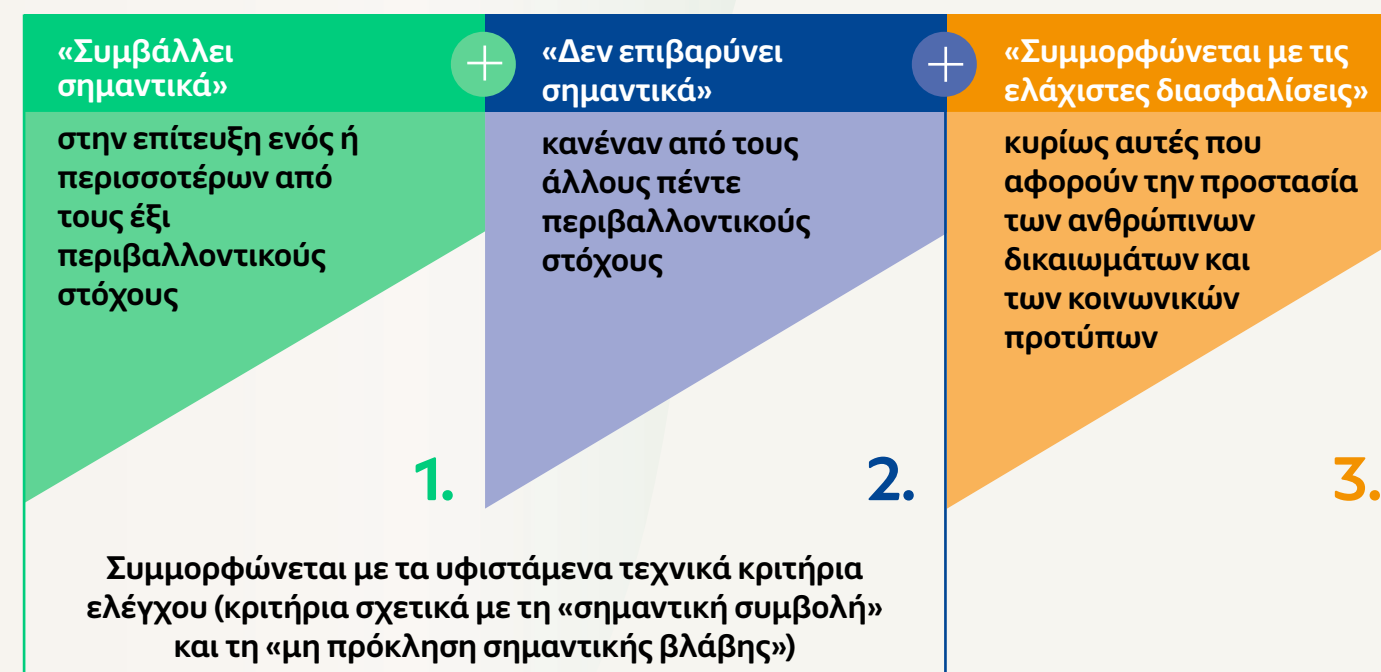 «Συμβάλλει
σημαντικά»
στην επίτευξη ενός ή
περισσοτέρων από
τους έξι
περιβαλλοντικούς
στόχους
1.
«Δεν επιβαρύνει
σημαντικά»
κανέναν από τους
άλλους πέντε
περιβαλλοντικούς
στόχους
2.
«Συμμορφώνεται με τις
ελάχιστες διασφαλίσεις»
κυρίως αυτές που
αφορούν την προστασία
των ανθρώπινων
δικαιωμάτων και
των κοινωνικών
προτύπων
3.
Συμμορφώνεται με τα υφιστάμενα τεχνικά κριτήρια
ελέγχου (κριτήρια σχετικά με τη «σημαντική συμβολή»
και τη «μη πρόκληση σημαντικής βλάβης»)